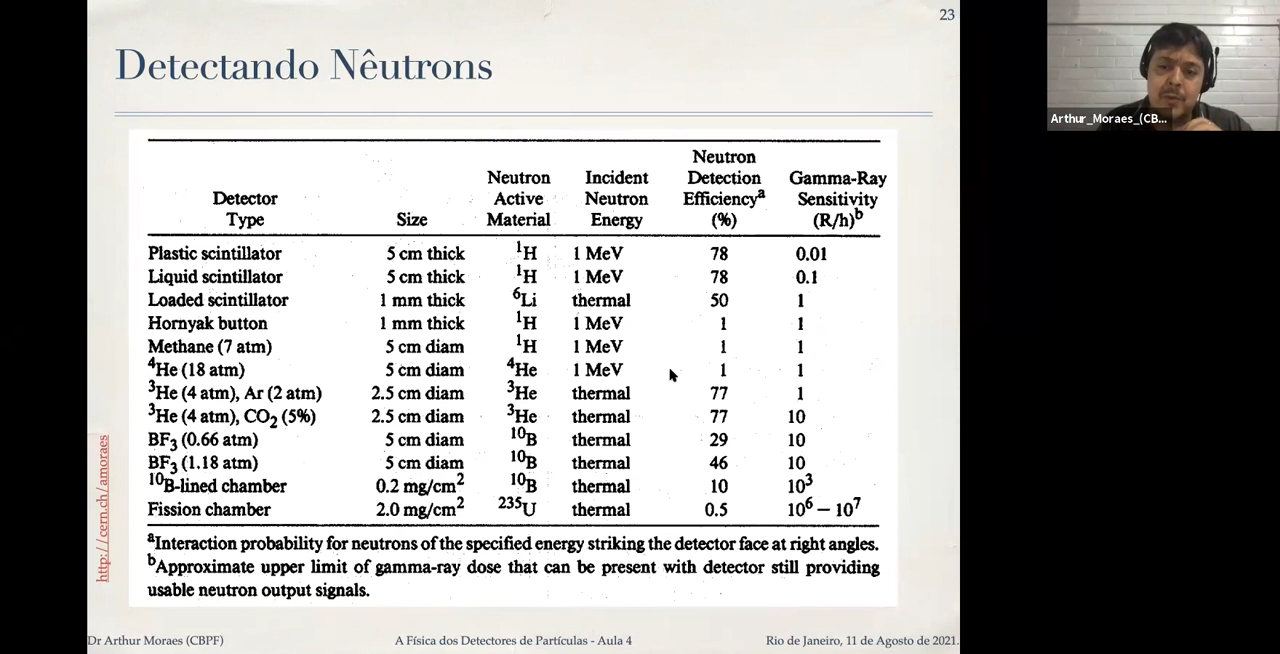 23
Detectando Nêutrons
Neutron
Neutron Incident Detection Gamma-Ray
Detector Active Neutron Efficiencyᵃ Sensitivity
Type Size Material Energy (%) (R/h)ᵇ
Plastic scintillator 5 cm thick ¹H 1 MeV 78 0.01
Liquid scintillator 5 cm thick ¹H 1 MeV 78 0.1
Loaded scintillator 1 mm thick ⁶Li thermal 50 1
Hornyak button 1 mm thick ¹H 1 MeV 1 1
Methane (7 atm) 5 cm diam ¹H 1 MeV 1 1
⁴He (18 atm) 5 cm diam ⁴He 1 MeV 1 1
³He (4 atm), Ar (2 atm) 2.5 cm diam ³He thermal 77 1
³He (4 atm), CO₂ (5%) 2.5 cm diam ³He thermal 77 10
BF₃ (0.66 atm) 5 cm diam ¹⁰B thermal 29 10
BF₃ (1.18 atm) 5 cm diam ¹⁰B thermal 46 10
¹⁰B-lined chamber 0.2 mg/cm² ¹⁰B thermal 10 10³
Fission chamber 2.0 mg/cm² ²³⁵U thermal 0.5 10⁶ – 10⁷
ᵃInteraction probability for neutrons of the specified energy striking the detector face at right angles.
ᵇApproximate upper limit of gamma-ray dose that can be present with detector still providing
usable neutron output signals.
http://cern.ch/amoraes
Dr Arthur Moraes (CBPF) A Física dos Detectores de Partículas - Aula 4 Rio de Janeiro, 11 de Agosto de 2021.
Arthur_Moraes_(CB...